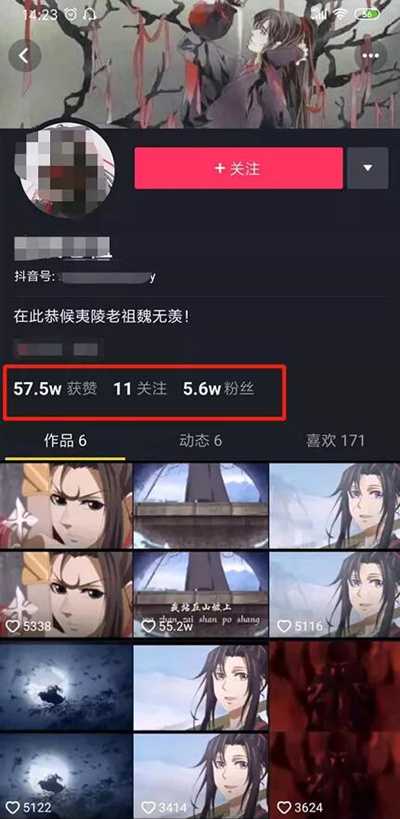 14:23
56
+关注
抖音号: y
在此恭候夷陵老祖魏无羡!
57.5w 获赞 11 关注 5.6w 粉丝
作品 6 动态 6 喜欢 171
我站在山坡上
wo zhan zai shan po shang
5338 55.2w 5116
5122 3414 3624